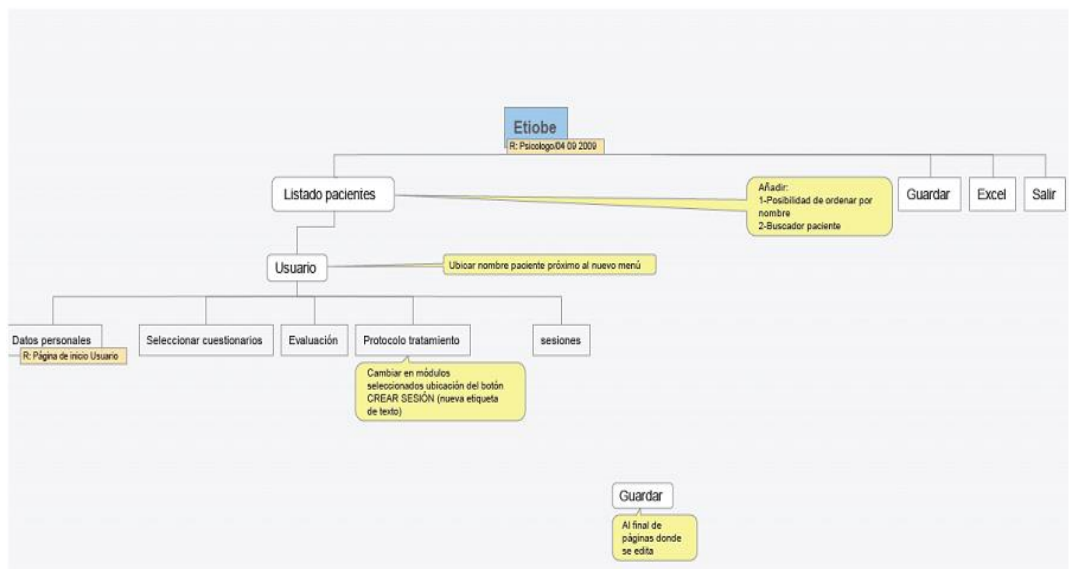 Etiobe
R: Psicologo/04 09 2009
Listado pacientes
Añadir:
1-Posibilidad de ordenar por
nombre
2-Buscador paciente
Guardar
Excel
Salir
Usuario
Ubicar nombre paciente próximo al nuevo menú
Datos personales
R: Página de inicio Usuario
Seleccionar cuestionarios
Evaluación
Protocolo tratamiento
sesiones
Cambiar en módulos
seleccionados ubicación del botón
CREAR SESIÓN (nueva etiqueta
de texto)
Guardar
Al final de
páginas donde
se edita